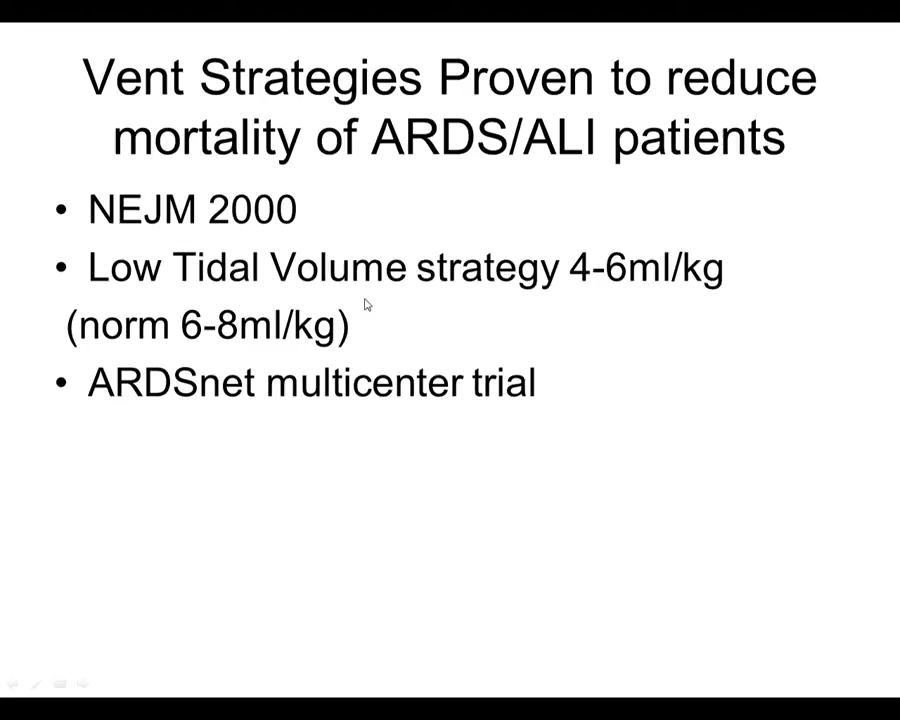 Vent Strategies Proven to reduce
mortality of ARDS/ALI patients
• NEJM 2000
• Low Tidal Volume strategy 4-6ml/kg
(norm 6-8ml/kg)
• ARDSnet multicenter trial